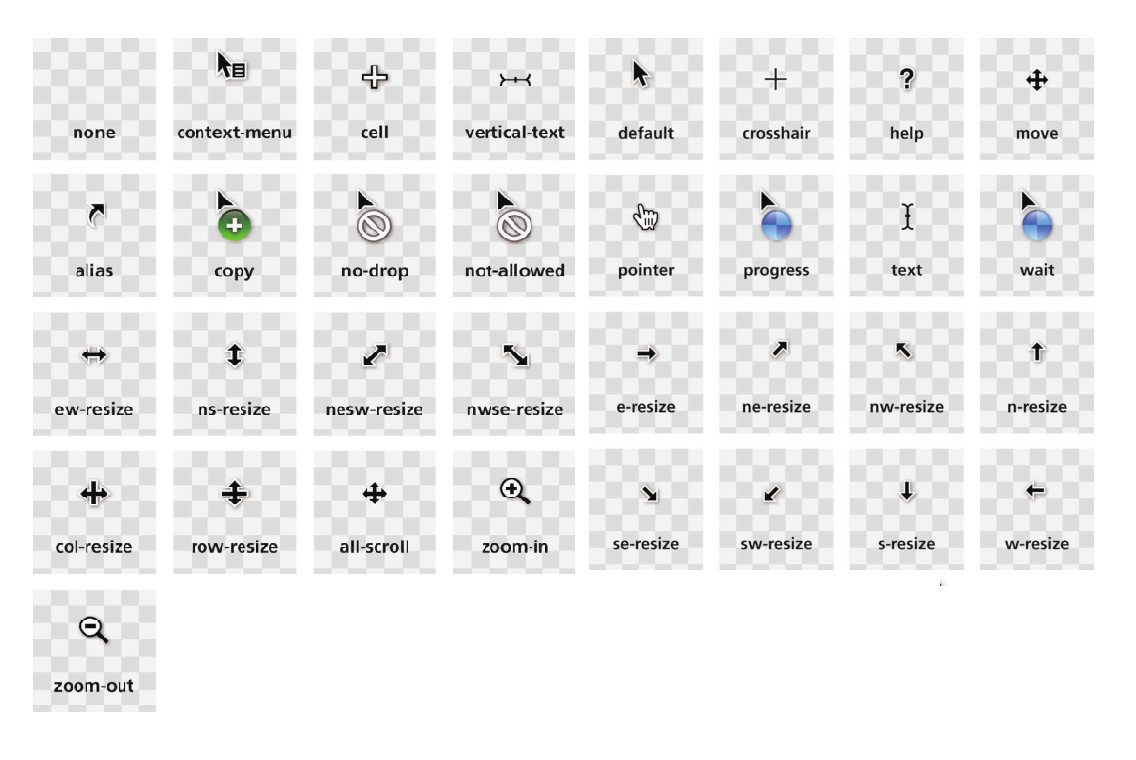 none context-menu cell vertical-text default crosshair help move
alias copy no-drop not-allowed pointer progress text wait
ew-resize ns-resize nesw-resize nwse-resize e-resize ne-resize nw-resize n-resize
col-resize row-resize all-scroll zoom-in se-resize sw-resize s-resize w-resize
zoom-out